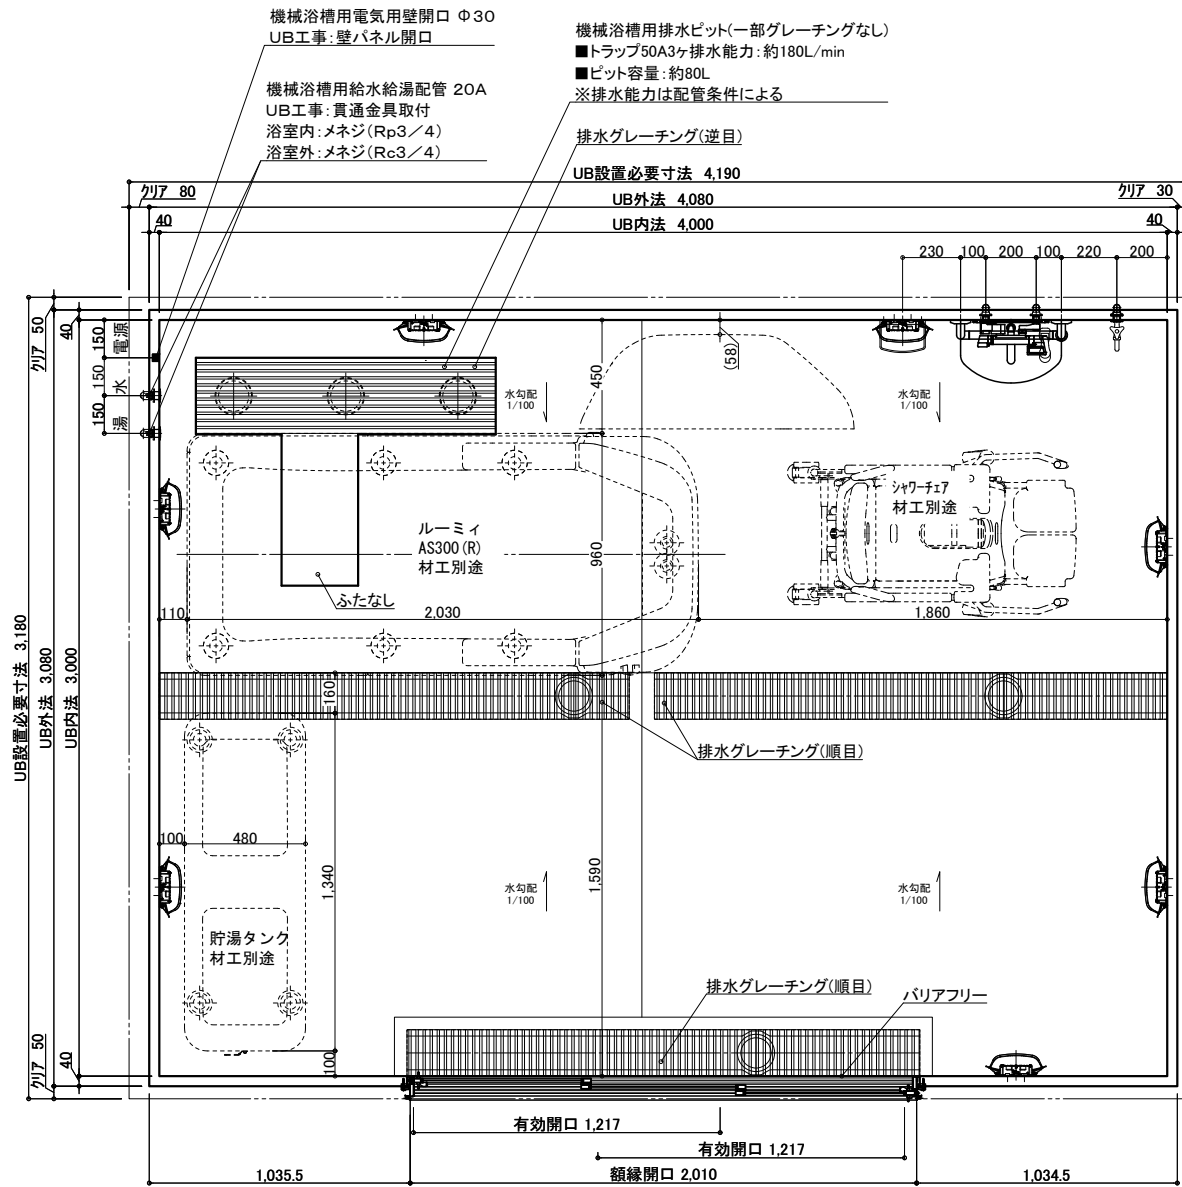 機械浴槽用電気用壁開口 Φ30
UB工事：壁パネル開口
機械浴槽用給水給湯配管 20A
UB工事：貫通金具取付
浴室内：メネジ(Rp3／4)
浴室外：メネジ(Rc3／4)
機械浴槽用排水ピット(一部グレーチングなし)
■トラップ50A3ヶ排水能力：約180L/min
■ピット容量：約80L
※排水能力は配管条件による
排水グレーチング(逆目)
UB設置必要寸法 4,190
クリア 80
UB外法 4,080
クリア 30
40
UB内法 4,000
40
230
100
200
100
220
200
クリア 50
40
150
電源
150
水
150
湯
(58)
450
水勾配
1/100
水勾配
1/100
シャワーチェア
材工別途
ルーミィ
AS300(R)
材工別途
960
ふたなし
110
2,030
1,860
UB設置必要寸法 3,180
UB外法 3,080
UB内法 3,000
160
排水グレーチング(順目)
100
480
1,340
1,590
水勾配
1/100
水勾配
1/100
貯湯タンク
材工別途
排水グレーチング(順目)
バリアフリー
クリア 50
40
100
有効開口 1,217
有効開口 1,217
1,035.5
額縁開口 2,010
1,034.5